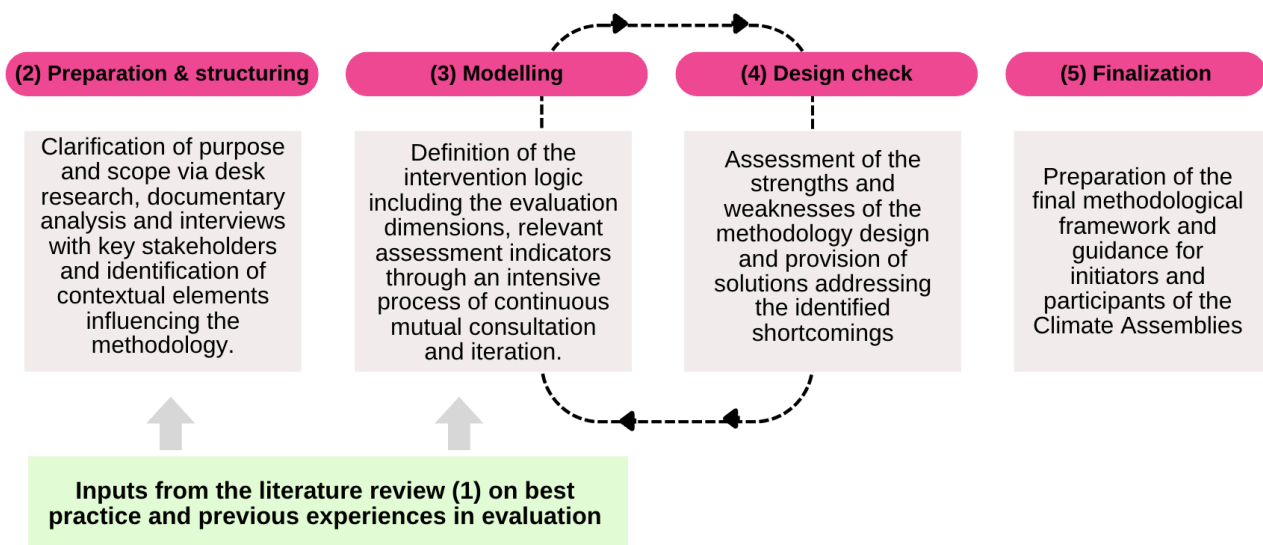 (2) Preparation & structuring
Clarification of purpose
and scope via desk
research, documentary
analysis and interviews
with key stakeholders
and identification of
contextual elements
influencing the
methodology.
(3) Modelling
Definition of the
intervention logic
including the evaluation
dimensions, relevant
assessment indicators
through an intensive
process of continuous
mutual consultation
and iteration.
(4) Design check
Assessment of the
strengths and
weaknesses of the
methodology design
and provision of
solutions addressing
the identified
shortcomings
(5) Finalization
Preparation of the
final methodological
framework and
guidance for
initiators and
participants of the
Climate Assemblies
Inputs from the literature review (1) on best
practice and previous experiences in evaluation